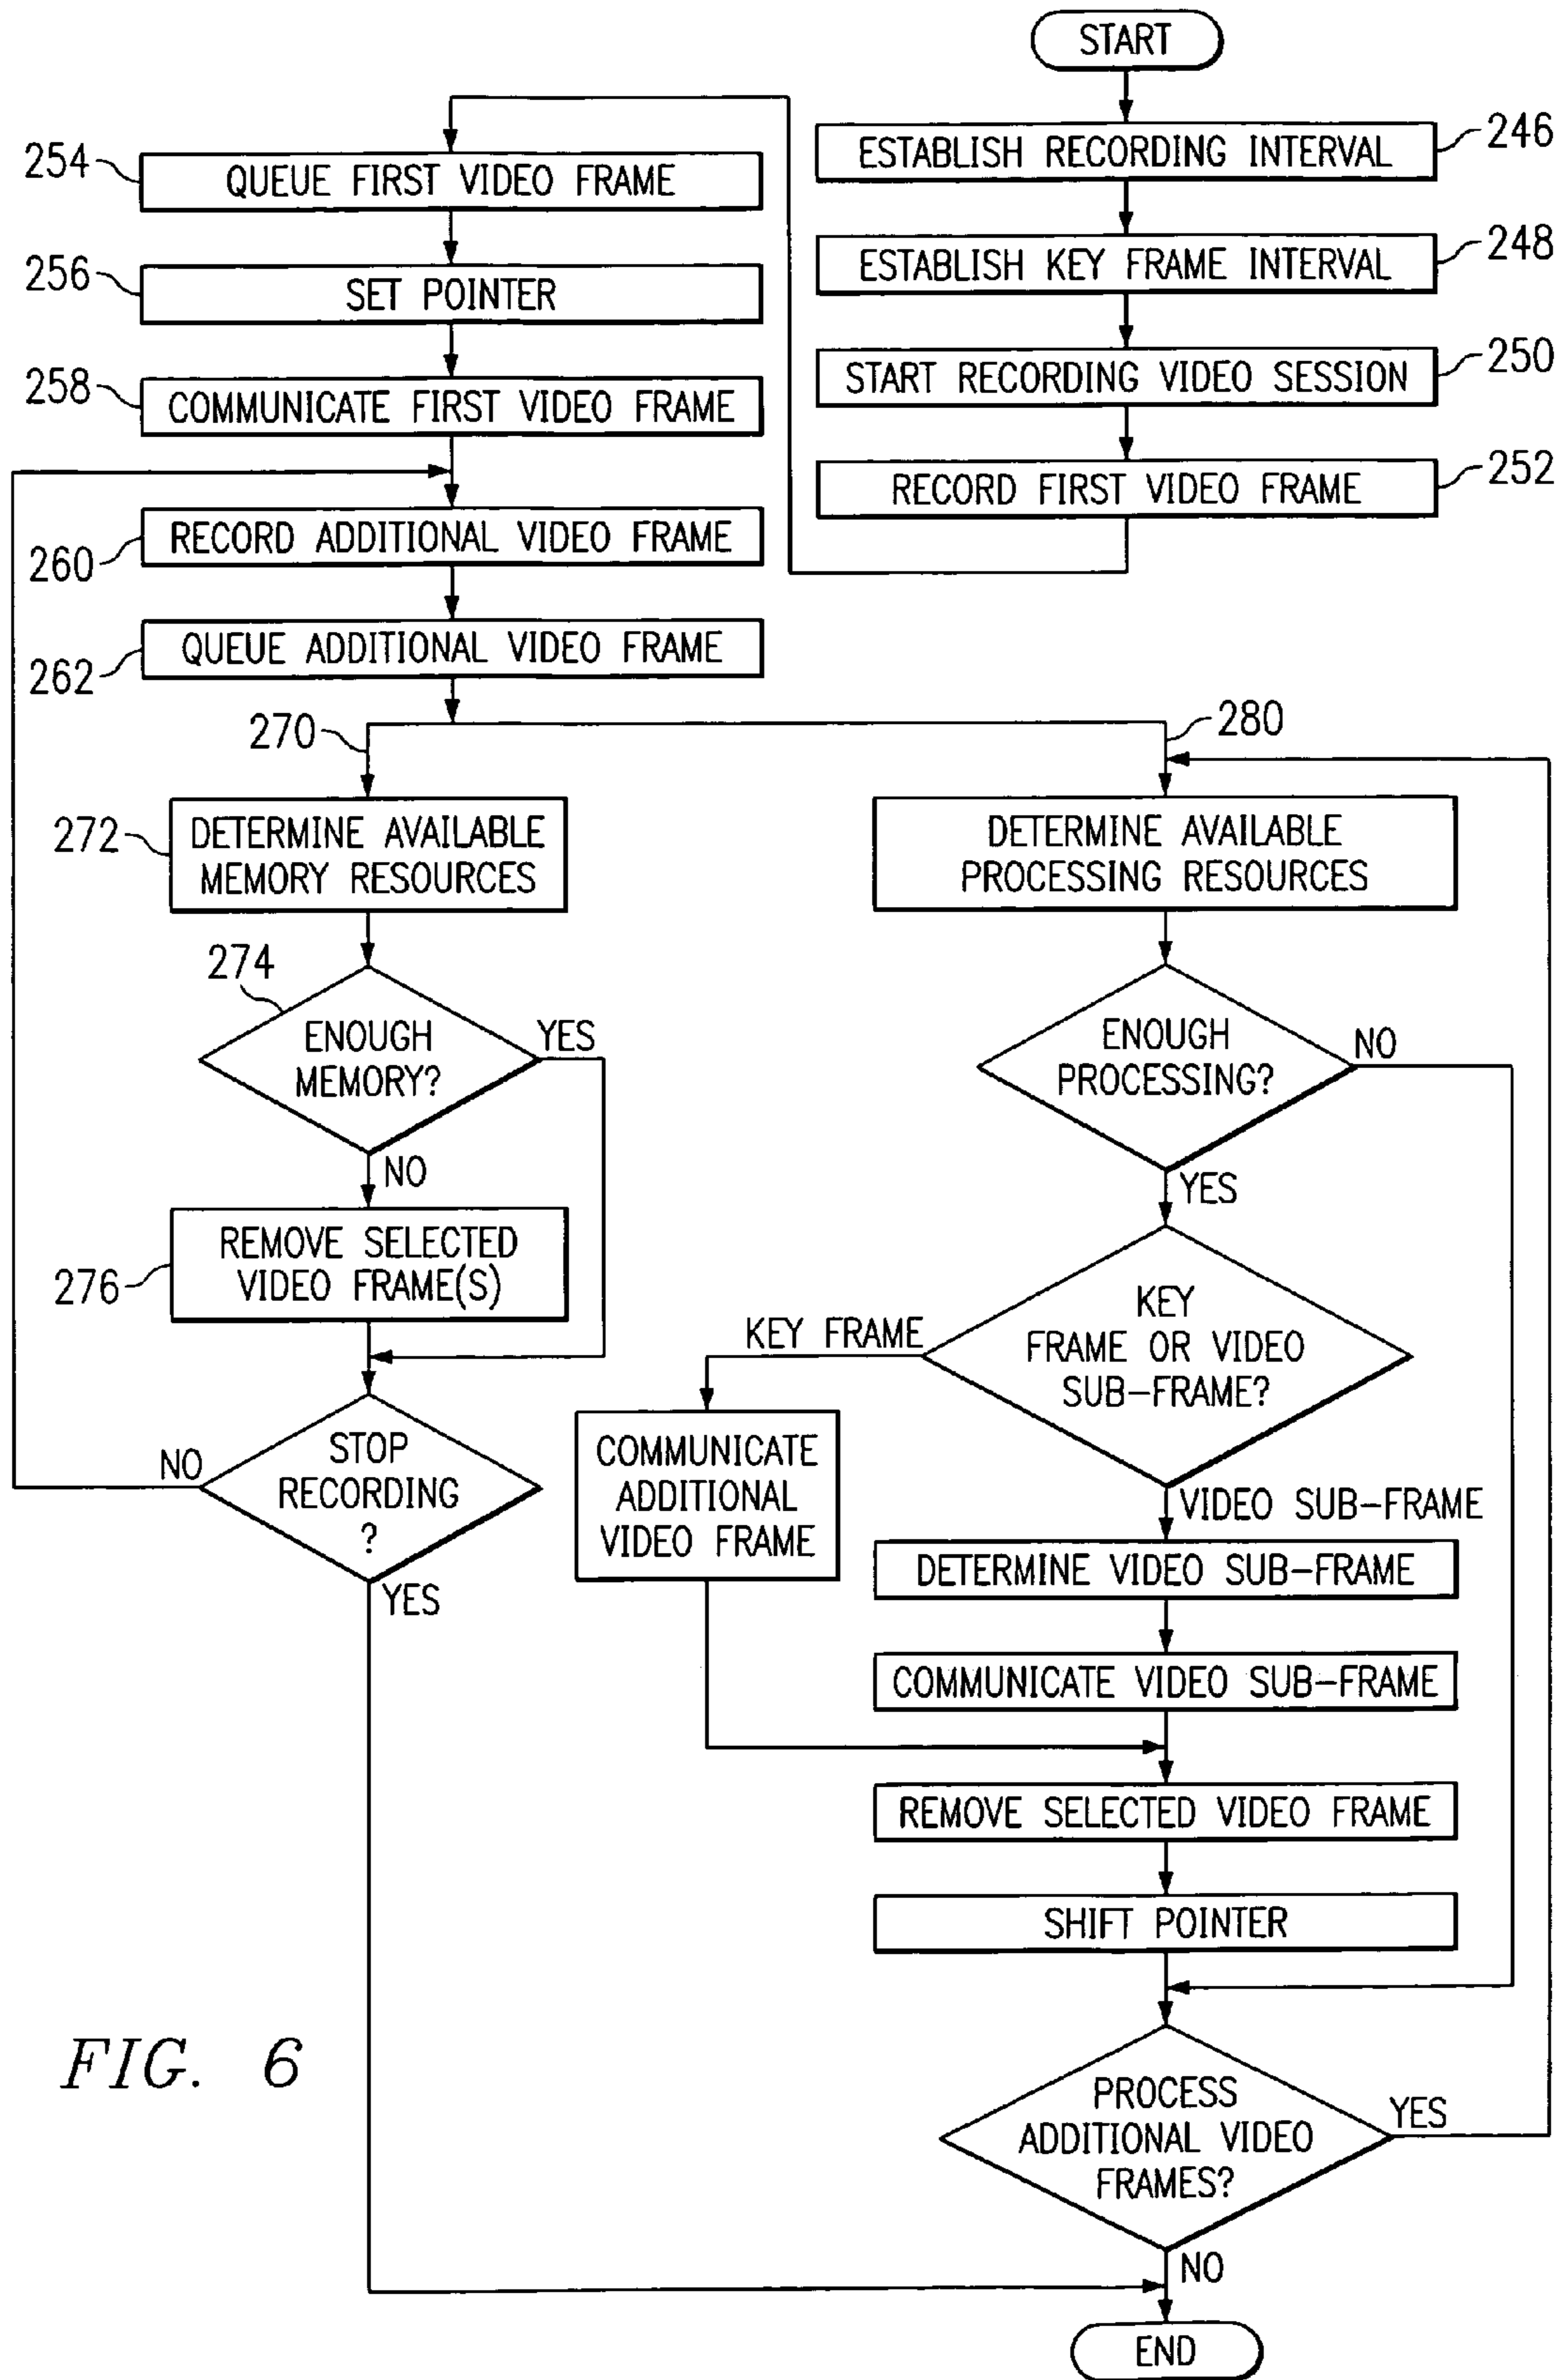 START
ESTABLISH RECORDING INTERVAL
246
ESTABLISH KEY FRAME INTERVAL
248
START RECORDING VIDEO SESSION
250
RECORD FIRST VIDEO FRAME
252
254
QUEUE FIRST VIDEO FRAME
256
SET POINTER
258
COMMUNICATE FIRST VIDEO FRAME
260
RECORD ADDITIONAL VIDEO FRAME
262
QUEUE ADDITIONAL VIDEO FRAME
270
272
DETERMINE AVAILABLE
MEMORY RESOURCES
274
ENOUGH
MEMORY?
YES
NO
276
REMOVE SELECTED
VIDEO FRAME(S)
STOP
RECORDING
?
NO
YES
280
DETERMINE AVAILABLE
PROCESSING RESOURCES
ENOUGH
PROCESSING?
NO
YES
KEY
FRAME OR VIDEO
SUB-FRAME?
KEY FRAME
COMMUNICATE
ADDITIONAL
VIDEO FRAME
VIDEO SUB-FRAME
DETERMINE VIDEO SUB-FRAME
COMMUNICATE VIDEO SUB-FRAME
REMOVE SELECTED VIDEO FRAME
SHIFT POINTER
PROCESS
ADDITIONAL VIDEO
FRAMES?
YES
NO
END
FIG. 6